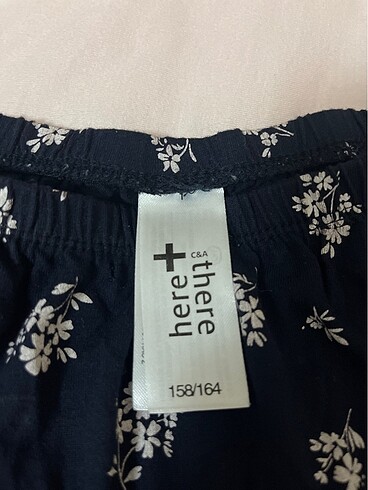 here + there
C&A
158/164